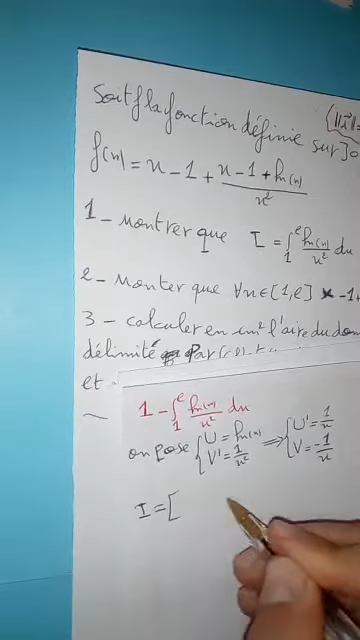 Soit f la fonction définie sur ]0
f(x) = x - 1 + (x - 1 + ln(x))/x²
1 - montrer que I = ∫₁ᵉ ln(x)/x² dx
2 - Monter que ∀x∈[1,e] x - 1 +
3 - calculer en cm² l'aire du dom
délimité par
et
1 - ∫₁ᵉ ln(x)/x² dx
on pose { U = ln(x) V' = 1/x² ⇒ { U' = 1/x V = -1/x
I = [